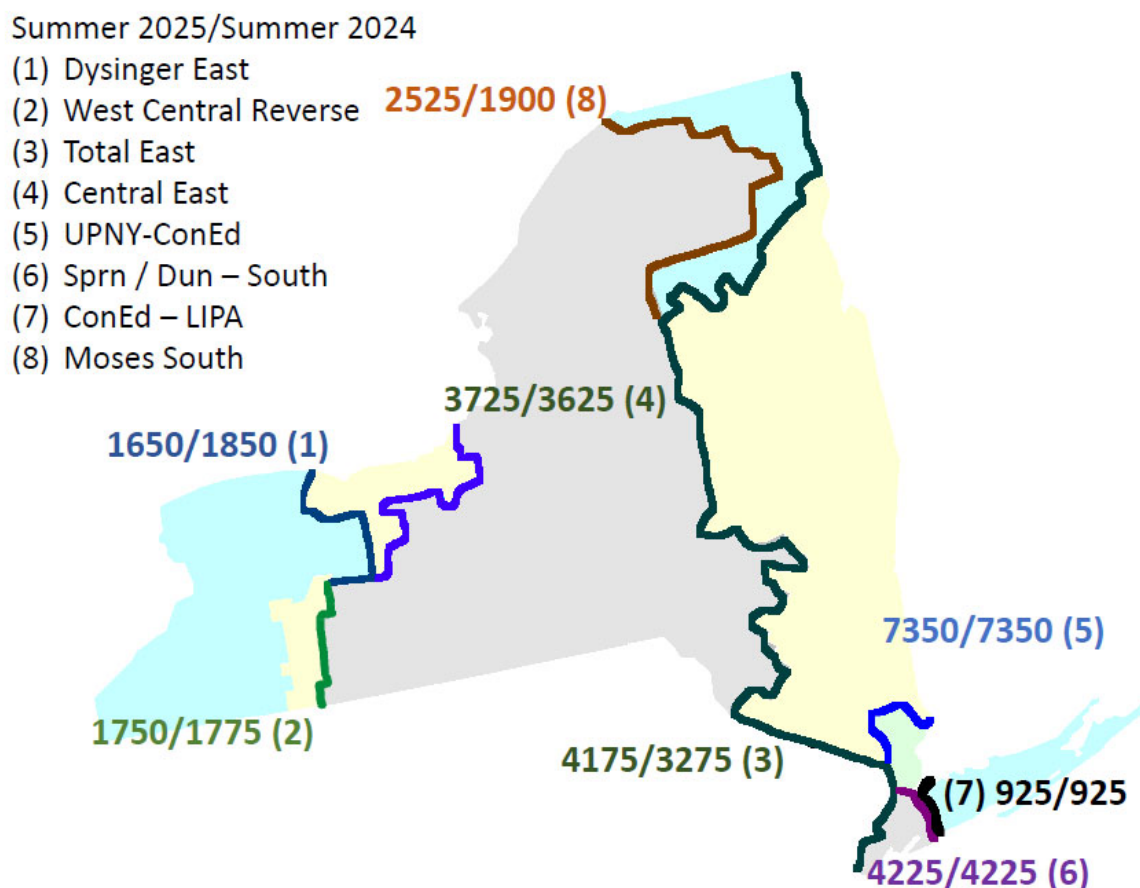 Summer 2025/Summer 2024
(1) Dysinger East
(2) West Central Reverse
(3) Total East
(4) Central East
(5) UPNY-ConEd
(6) Sprn / Dun – South
(7) ConEd – LIPA
(8) Moses South
2525/1900 (8)
3725/3625 (4)
1650/1850 (1)
7350/7350 (5)
1750/1775 (2)
4175/3275 (3)
(7) 925/925
4225/4225 (6)